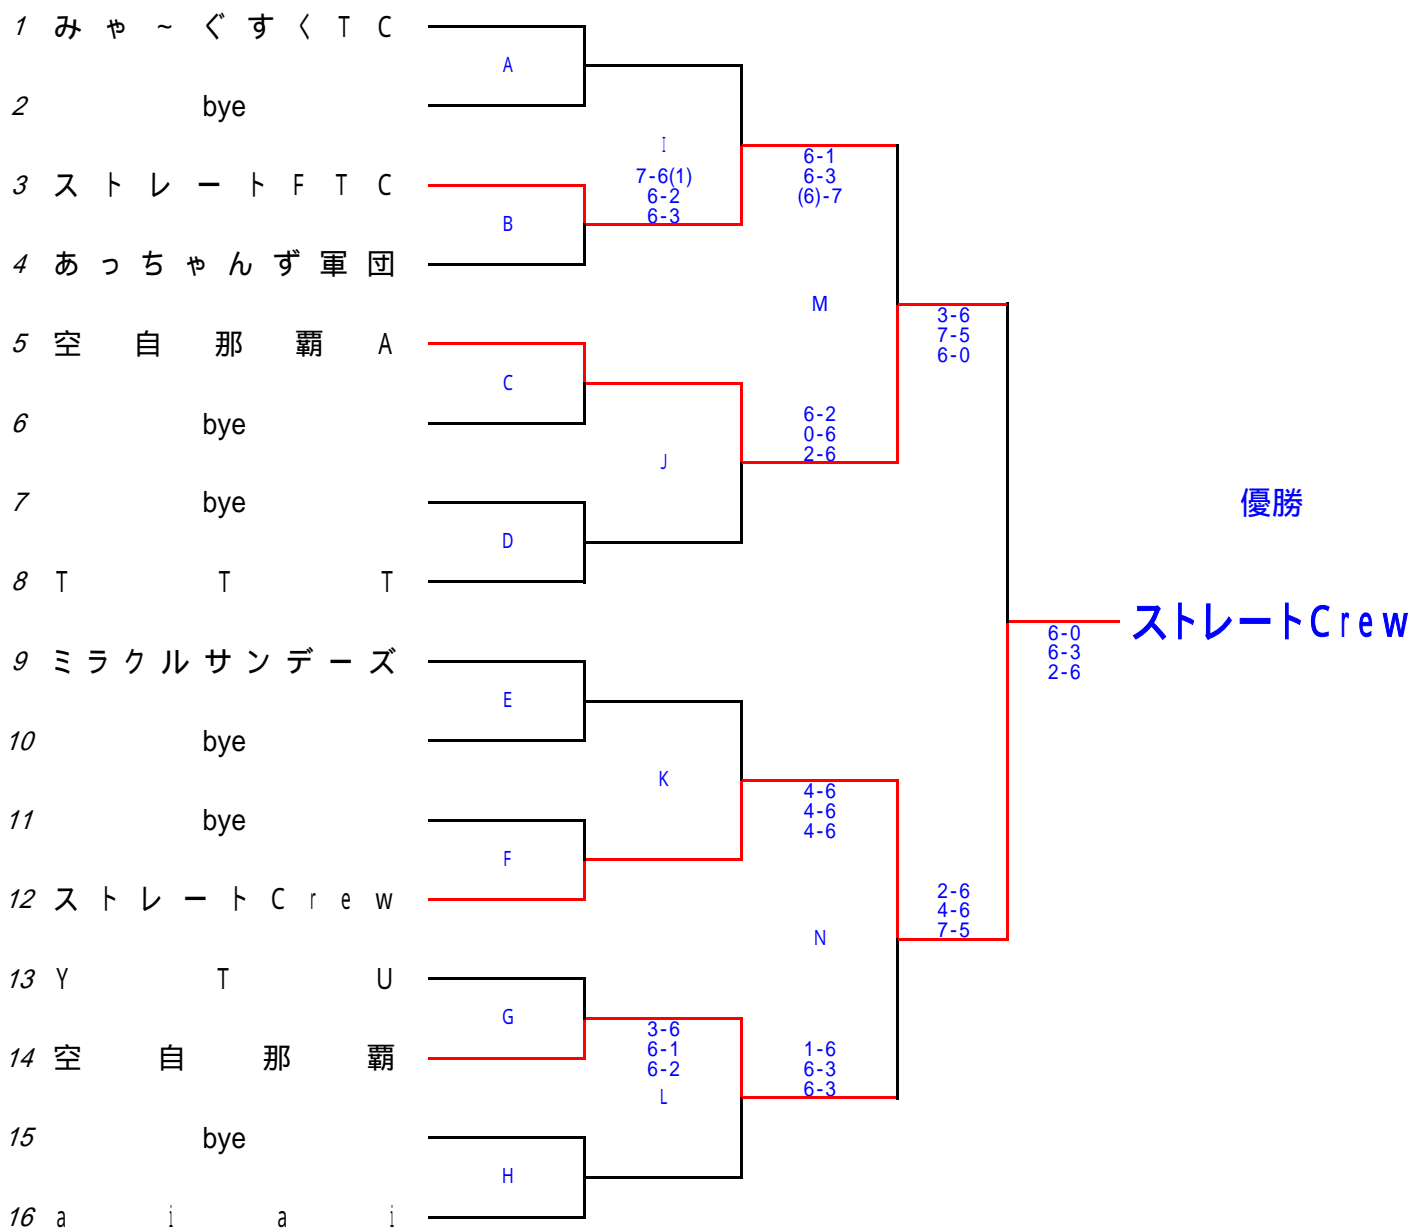 1 みゃ~ぐすくTC
A
2 bye
I
7-6(1)
6-2
6-3
6-1
6-3
(6)-7
3 ストレートFTC
B
4 あっちゃんず軍団
M
3-6
7-5
6-0
5 空自那覇A
C
6 bye
6-2
0-6
2-6
J
7 bye
D
8 TTT
優勝
ストレートCrew
6-0
6-3
2-6
9 ミラクルサンデーズ
E
10 bye
K
4-6
4-6
4-6
11 bye
F
12 ストレートCrew
N
2-6
4-6
7-5
13 YTU
G
3-6
6-1
6-2
L
1-6
6-3
6-3
14 空自那覇
15 bye
H
16 aiai